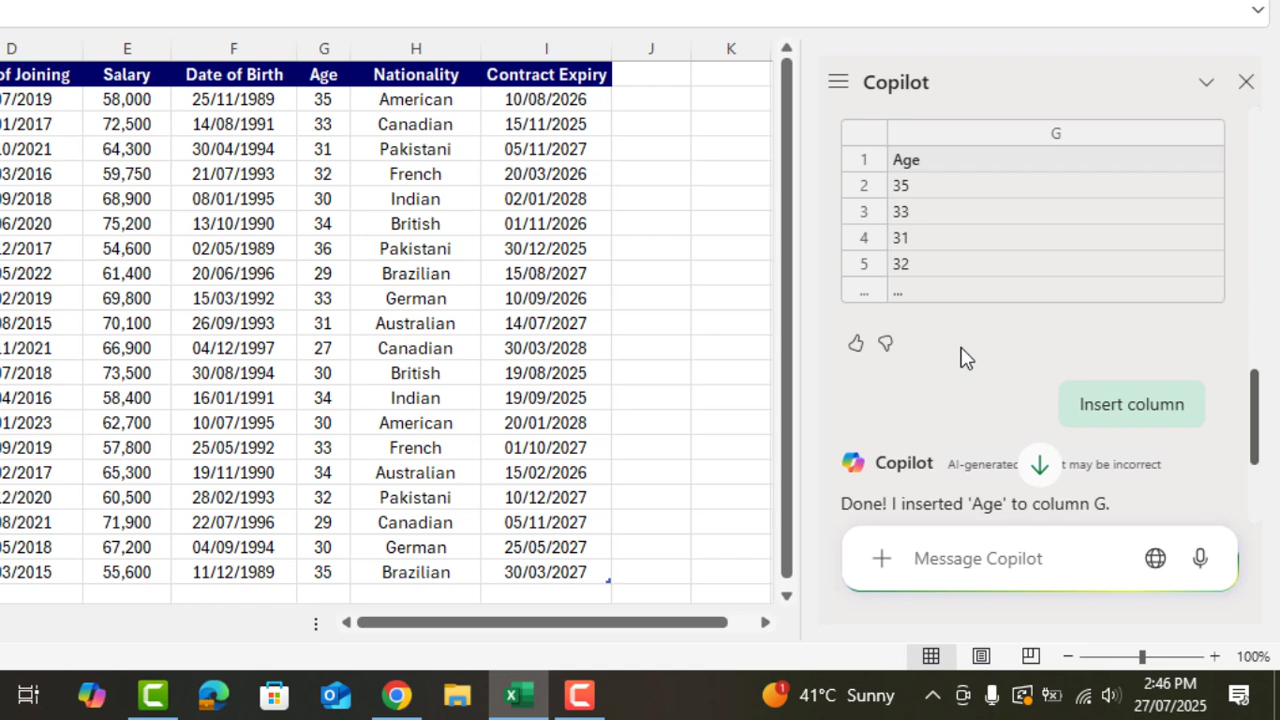 D E F G H I J K
of Joining Salary Date of Birth Age Nationality Contract Expiry
07/2019 58,000 25/11/1989 35 American 10/08/2026
01/2017 72,500 14/08/1991 33 Canadian 15/11/2025
10/2021 64,300 30/04/1994 31 Pakistani 05/11/2027
03/2016 59,750 21/07/1993 32 French 20/03/2026
09/2018 68,900 08/01/1995 30 Indian 02/01/2028
06/2020 75,200 13/10/1990 34 British 01/11/2026
12/2017 54,600 02/05/1989 36 Pakistani 30/12/2025
05/2022 61,400 20/06/1996 29 Brazilian 15/08/2027
02/2019 69,800 15/03/1992 33 German 10/09/2026
08/2015 70,100 26/09/1993 31 Australian 14/07/2027
11/2021 66,900 04/12/1997 27 Canadian 30/03/2028
07/2018 73,500 30/08/1994 30 British 19/08/2025
04/2016 58,400 16/01/1991 34 Indian 19/09/2025
01/2023 62,700 10/07/1995 30 American 20/01/2028
09/2019 57,800 25/05/1992 33 French 01/10/2027
02/2017 65,300 19/11/1990 34 Australian 15/02/2026
12/2020 60,500 28/02/1993 32 Pakistani 10/12/2027
08/2021 71,900 22/07/1996 29 Canadian 05/11/2027
05/2018 67,200 04/09/1994 30 German 25/05/2027
03/2015 55,600 11/12/1989 35 Brazilian 30/03/2027
Copilot
G
1 Age
2 35
3 33
4 31
5 32
... ...
Insert column
Copilot AI-generated t may be incorrect
Done! I inserted 'Age' to column G.
Message Copilot
100%
1 41°C Sunny
2:46 PM
27/07/2025